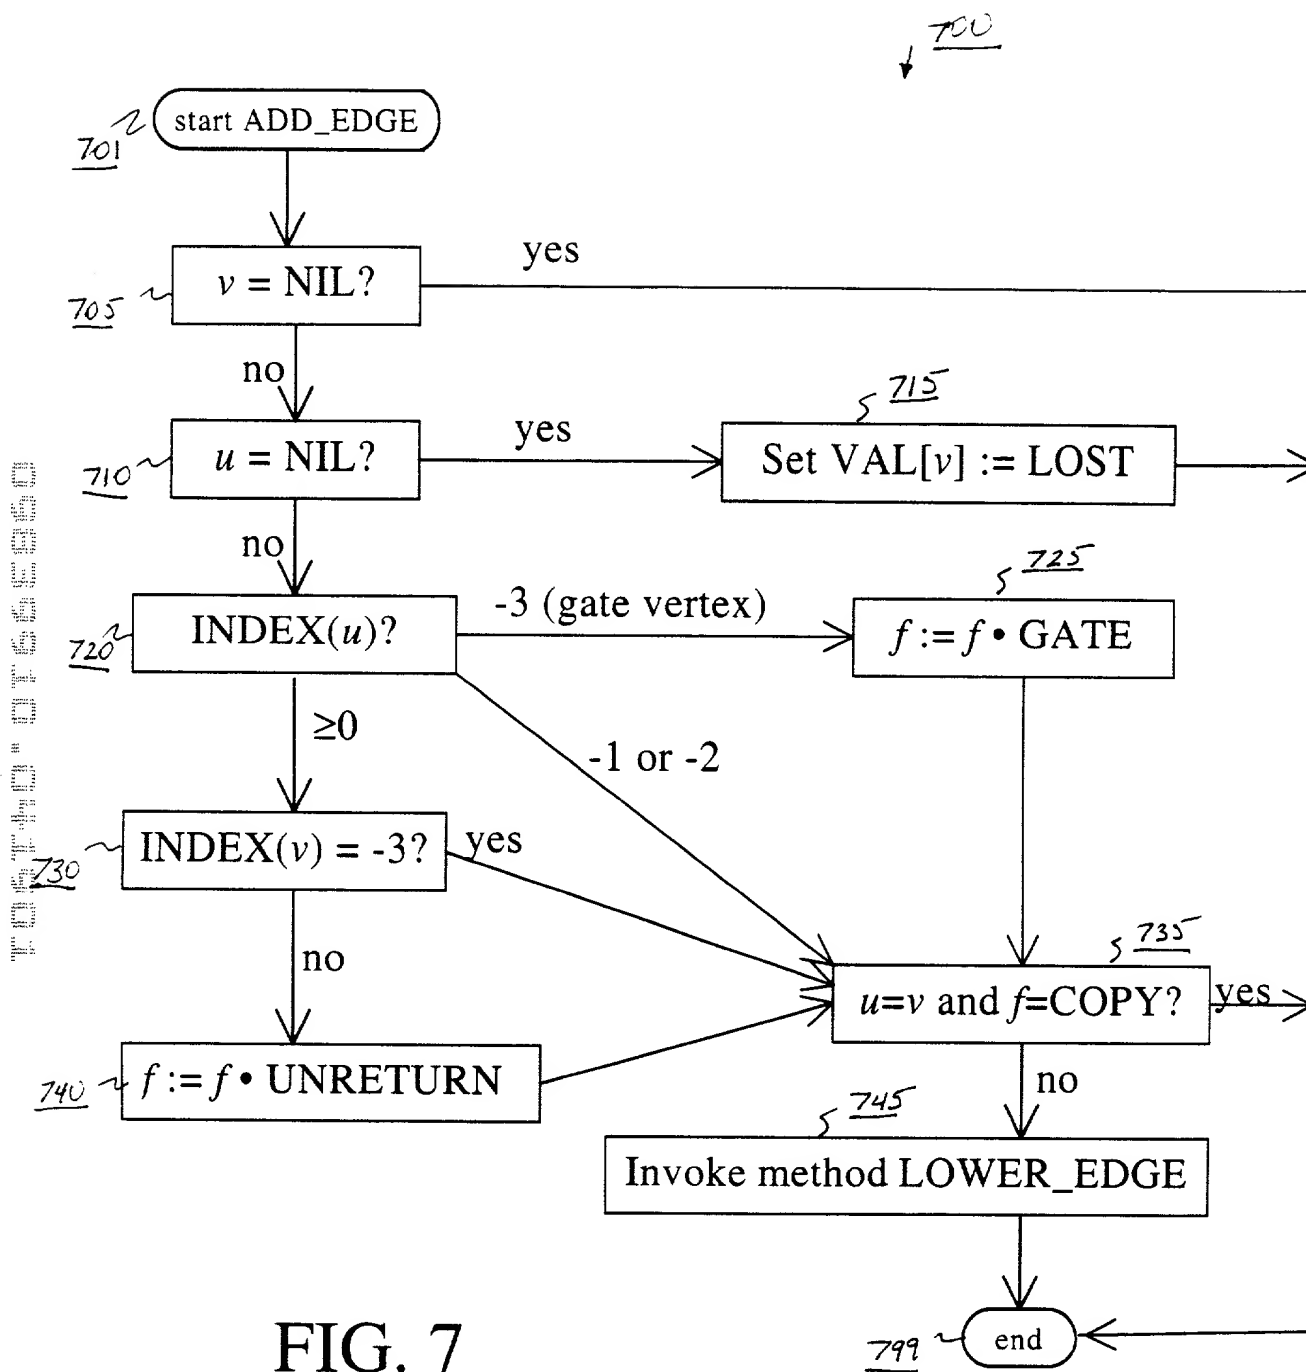 700
start ADD_EDGE
701
yes
v = NIL?
705
no
715
yes
u = NIL?
Set VAL[v] := LOST
710
no
725
-3 (gate vertex)
INDEX(u)?
f := f • GATE
720
≥0
-1 or -2
INDEX(v) = -3?
yes
730
735
no
u=v and f=COPY?
yes
f := f • UNRETURN
740
no
745
Invoke method LOWER_EDGE
end
799
FIG. 7